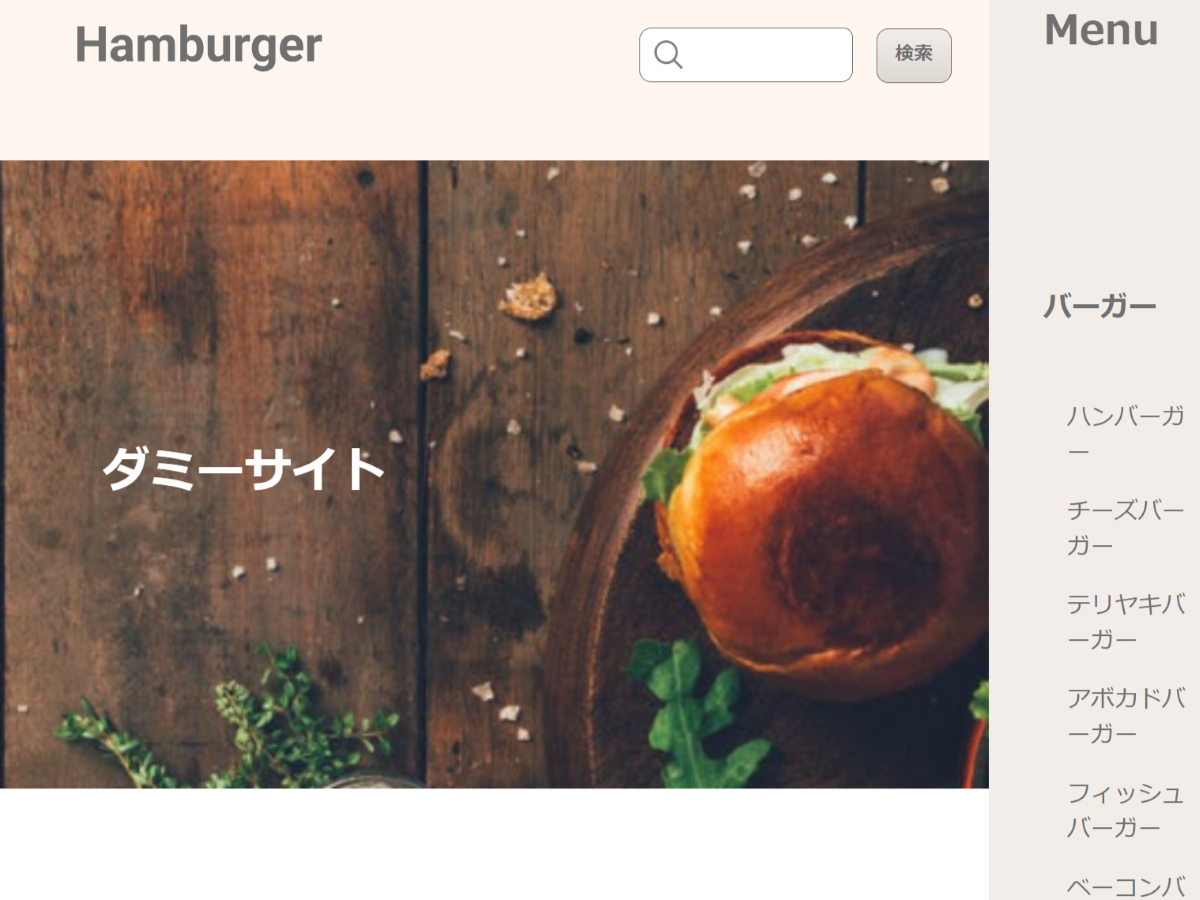 Hamburger
検索
ダミーサイト
Menu
バーガー
ハンバーガ
ー
チーズバー
ガー
テリヤキバ
ーガー
アボカドバ
ーガー
フィッシュ
バーガー
ベーコンバ